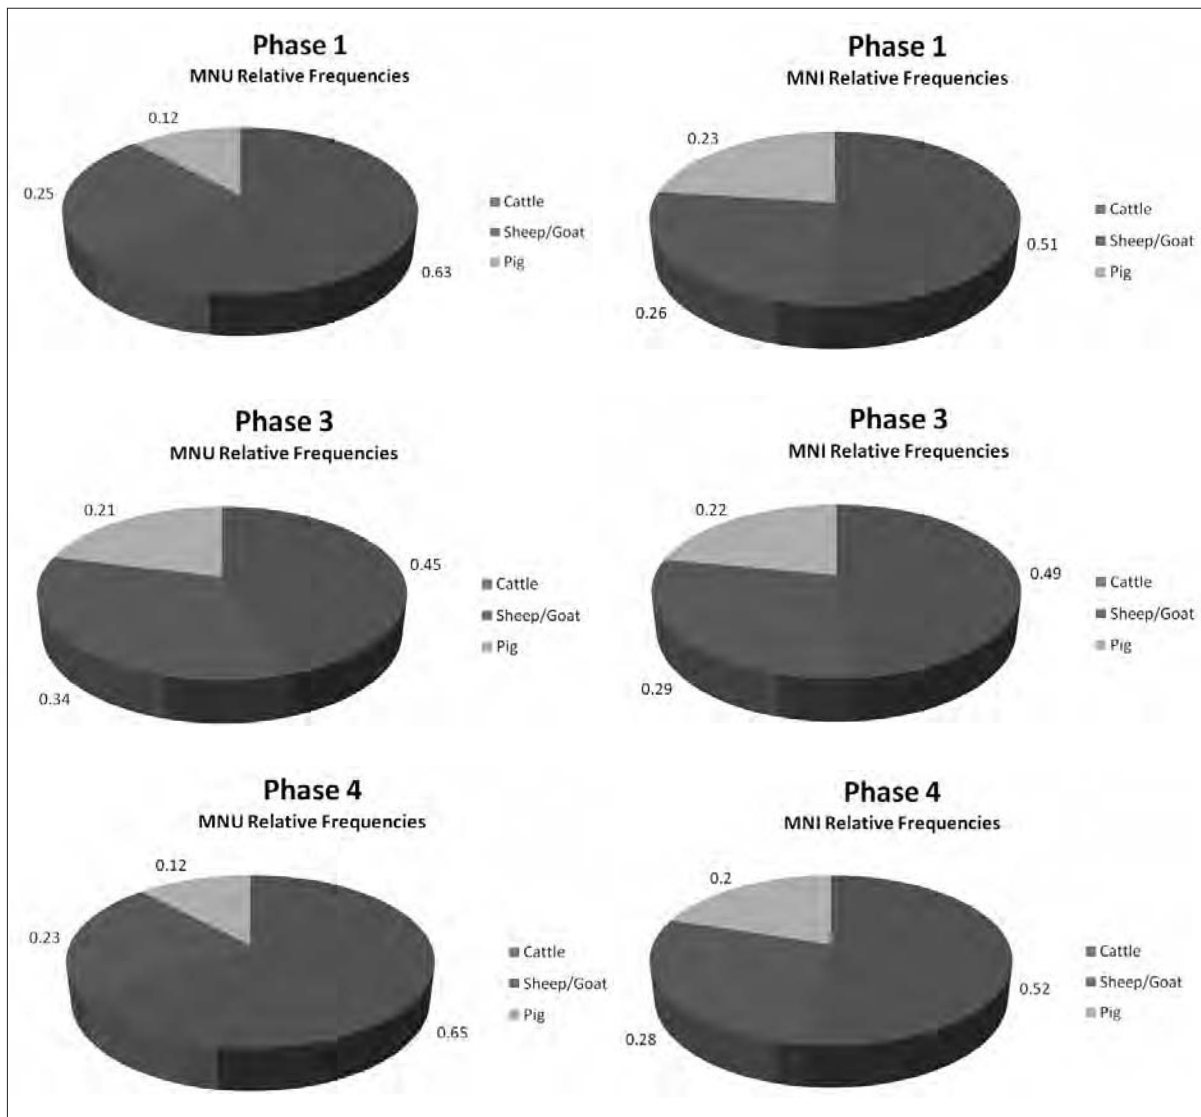 Phase 1
MNU Relative Frequencies
0.12
0.25
0.63
Cattle
Sheep/Goat
Pig
Phase 1
MNI Relative Frequencies
0.23
0.51
0.26
Cattle
Sheep/Goat
Pig
Phase 3
MNU Relative Frequencies
0.21
0.45
0.34
Cattle
Sheep/Goat
Pig
Phase 3
MNI Relative Frequencies
0.22
0.49
0.29
Cattle
Sheep/Goat
Pig
Phase 4
MNU Relative Frequencies
0.12
0.23
0.65
Cattle
Sheep/Goat
Pig
Phase 4
MNI Relative Frequencies
0.2
0.52
0.28
Cattle
Sheep/Goat
Pig